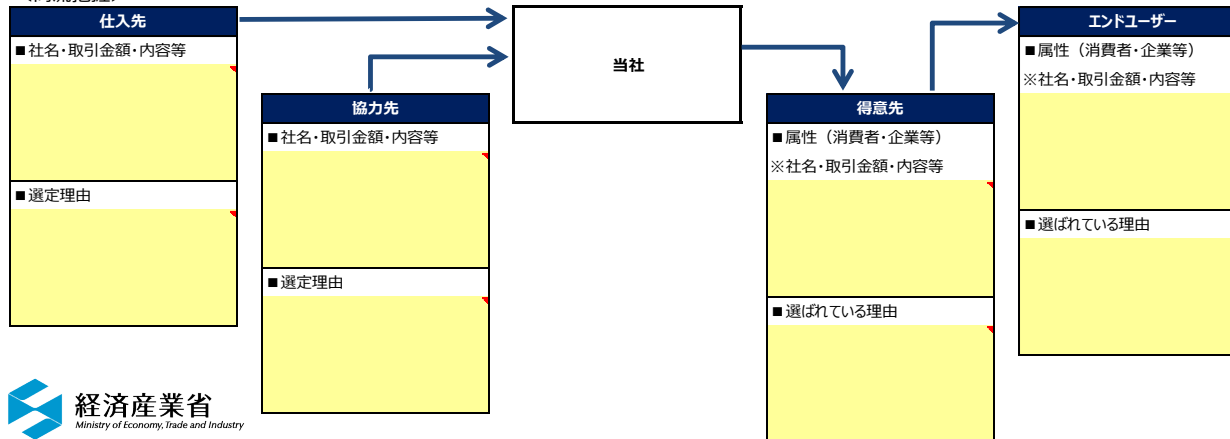 仕入先
■社名・取引金額・内容等
■選定理由
協力先
■社名・取引金額・内容等
■選定理由
当社
得意先
■属性（消費者・企業等）
※社名・取引金額・内容等
■選ばれている理由
エンドユーザー
■属性（消費者・企業等）
※社名・取引金額・内容等
■選ばれている理由
経済産業省
Ministry of Economy, Trade and Industry